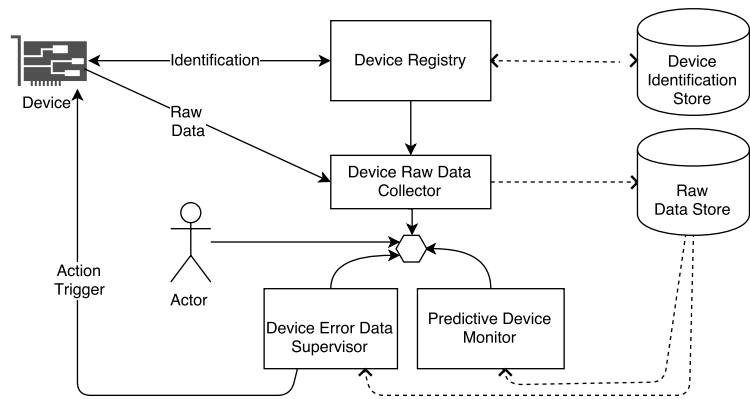 Identification
Device Registry
Device
Identification
Store
Device
Raw
Data
Device Raw Data
Collector
Raw
Data Store
Actor
Action
Trigger
Device Error Data
Supervisor
Predictive Device
Monitor